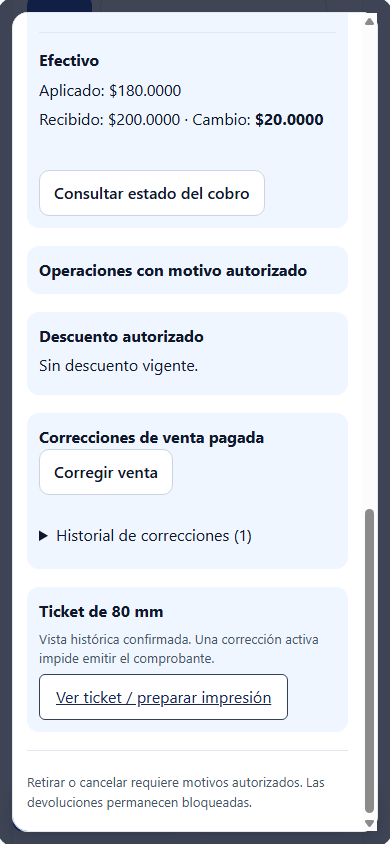 Efectivo
Aplicado: $180.0000
Recibido: $200.0000 · Cambio: $20.0000
Consultar estado del cobro
Operaciones con motivo autorizado
Descuento autorizado
Sin descuento vigente.
Correcciones de venta pagada
Corregir venta
Historial de correcciones (1)
Ticket de 80 mm
Vista histórica confirmada. Una corrección activa
impide emitir el comprobante.
Ver ticket / preparar impresión
Retirar o cancelar requiere motivos autorizados. Las
devoluciones permanecen bloqueadas.